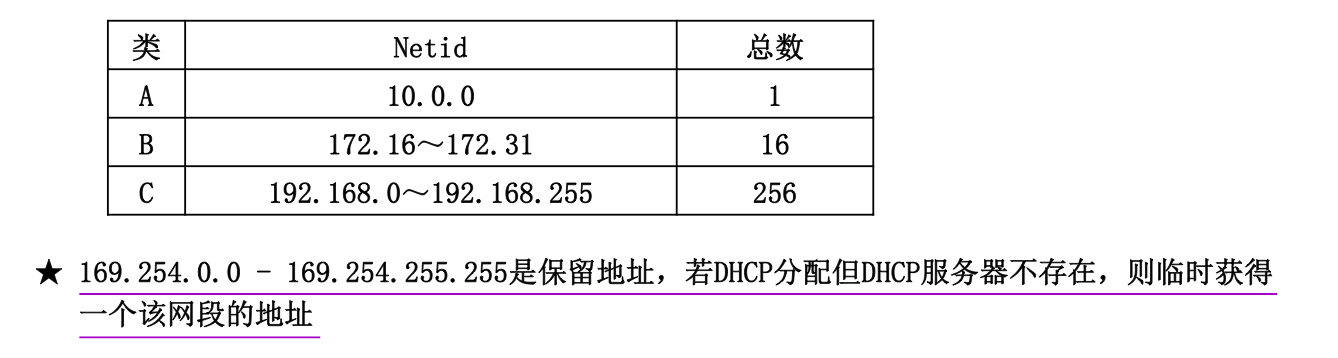 类 Netid 总数
A 10.0.0 1
B 172.16～172.31 16
C 192.168.0～192.168.255 256
★ 169.254.0.0 - 169.254.255.255是保留地址，若DHCP分配但DHCP服务器不存在，则临时获得
一个该网段的地址